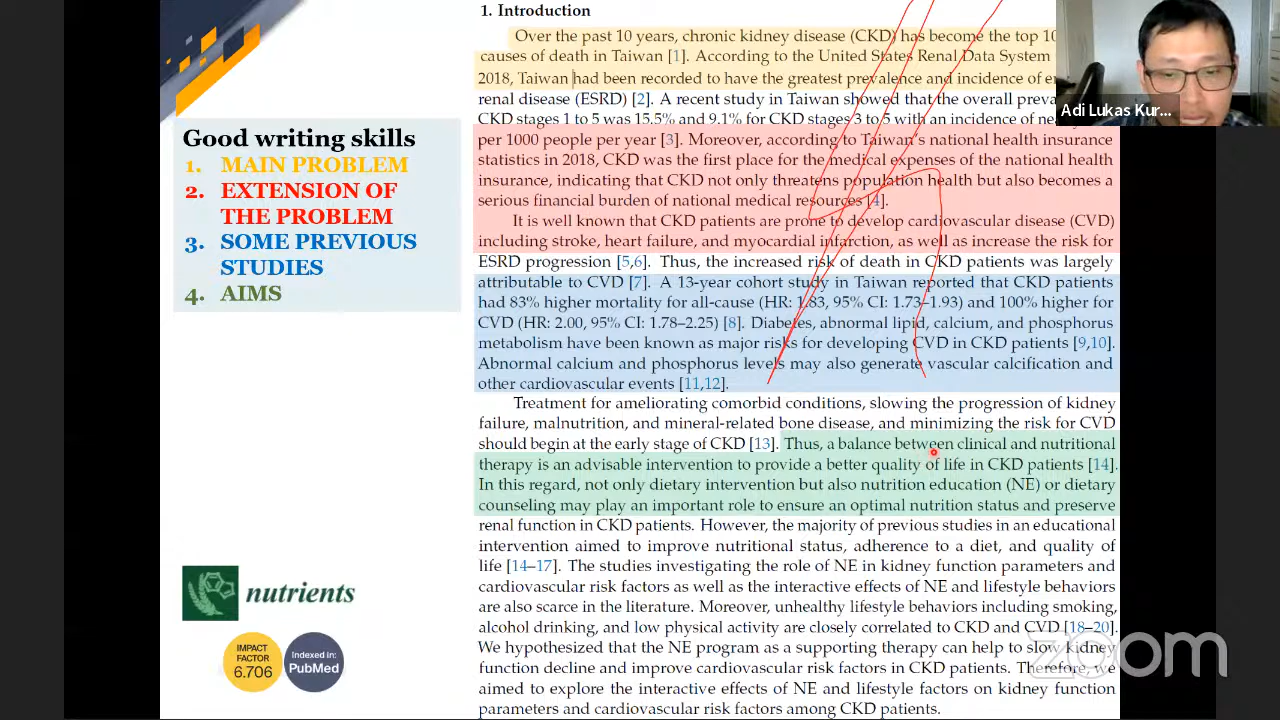 Good writing skills
1. MAIN PROBLEM
2. EXTENSION OF
THE PROBLEM
3. SOME PREVIOUS
STUDIES
4. AIMS
nutrients
IMPACT
FACTOR
6.706
Indexed in:
PubMed
1. Introduction
Over the past 10 years, chronic kidney disease (CKD) has become the top 10
causes of death in Taiwan [1]. According to the United States Renal Data System
2018, Taiwan had been recorded to have the greatest prevalence and incidence of
renal disease (ESRD) [2]. A recent study in Taiwan showed that the overall
CKD stages 1 to 5 was 15.5% and 9.1% for CKD stages 3 to 5 with an incidence of
per 1000 people per year [3]. Moreover, according to Taiwan's national health insurance
statistics in 2018, CKD was the first place for the medical expenses of the national health
insurance, indicating that CKD not only threatens population health but also becomes a
serious financial burden of national medical resources [4].
It is well known that CKD patients are prone to develop cardiovascular disease (CVD)
including stroke, heart failure, and myocardial infarction, as well as increase the risk for
ESRD progression [5,6]. Thus, the increased risk of death in CKD patients was largely
attributable to CVD [7]. A 13-year cohort study in Taiwan reported that CKD patients
had 83% higher mortality for all-cause (HR: 1.83, 95% CI: 1.73–1.93) and 100% higher for
CVD (HR: 2.00, 95% CI: 1.78–2.25) [8]. Diabetes, abnormal lipid, calcium, and phosphorus
metabolism have been known as major risks for developing CVD in CKD patients [9,10].
Abnormal calcium and phosphorus levels may also generate vascular calcification and
other cardiovascular events [11,12].
Treatment for ameliorating comorbid conditions, slowing the progression of kidney
failure, malnutrition, and mineral-related bone disease, and minimizing the risk for CVD
should begin at the early stage of CKD [13]. Thus, a balance between clinical and nutritional
therapy is an advisable intervention to provide a better quality of life in CKD patients [14].
In this regard, not only dietary intervention but also nutrition education (NE) or dietary
counseling may play an important role to ensure an optimal nutrition status and preserve
renal function in CKD patients. However, the majority of previous studies in an educational
intervention aimed to improve nutritional status, adherence to a diet, and quality of
life [14–17]. The studies investigating the role of NE in kidney function parameters and
cardiovascular risk factors as well as the interactive effects of NE and lifestyle behaviors
are also scarce in the literature. Moreover, unhealthy lifestyle behaviors including smoking,
alcohol drinking, and low physical activity are closely correlated to CKD and CVD [18–20].
We hypothesized that the NE program as a supporting therapy can help to slow kidney
function decline and improve cardiovascular risk factors in CKD patients. Therefore, we
aimed to explore the interactive effects of NE and lifestyle factors on kidney function
parameters and cardiovascular risk factors among CKD patients.
Adi Lukas Kur...
zoom